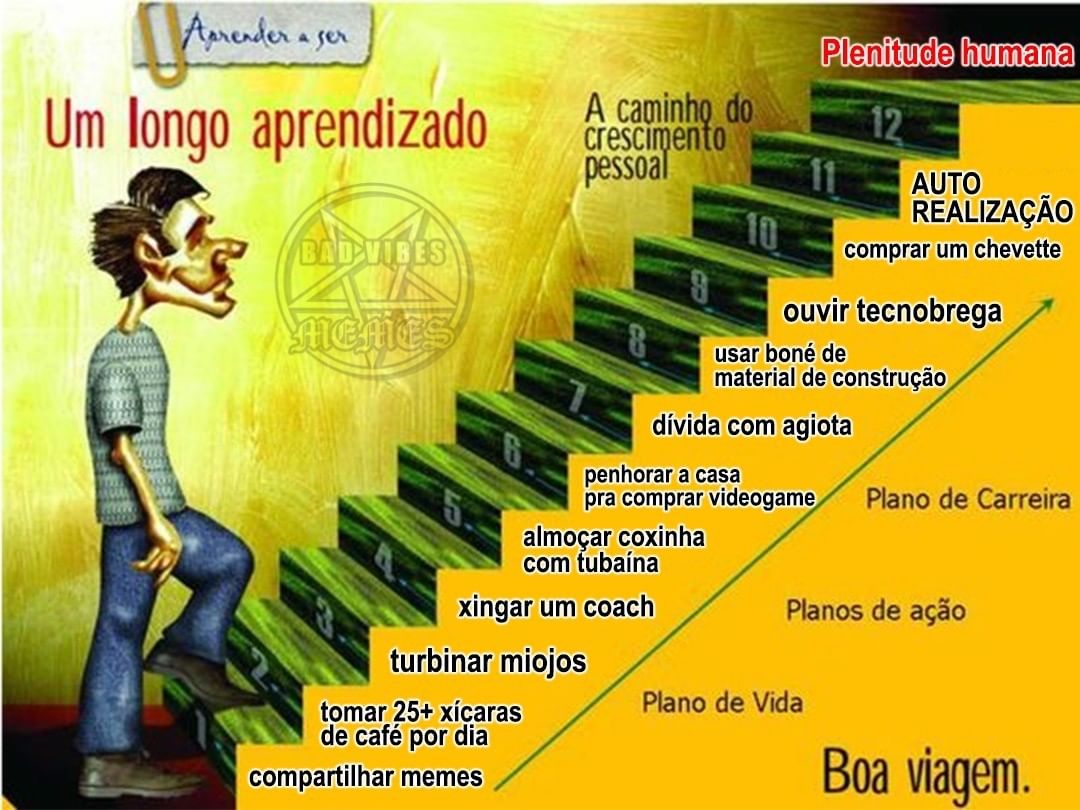 Aprender a ser
Plenitude humana
Um longo aprendizado
A caminho do
crescimento
pessoal
12
11
AUTO
REALIZAÇÃO
10
comprar um chevette
BAD VIBES
MEMES
9
ouvir tecnobrega
8
usar boné de
material de construção
7
dívida com agiota
6
penhorar a casa
pra comprar videogame
Plano de Carreira
5
almoçar coxinha
com tubaína
4
xingar um coach
Planos de ação
3
turbinar miojos
2
tomar 25+ xícaras
de café por dia
Plano de Vida
1
compartilhar memes
Boa viagem.